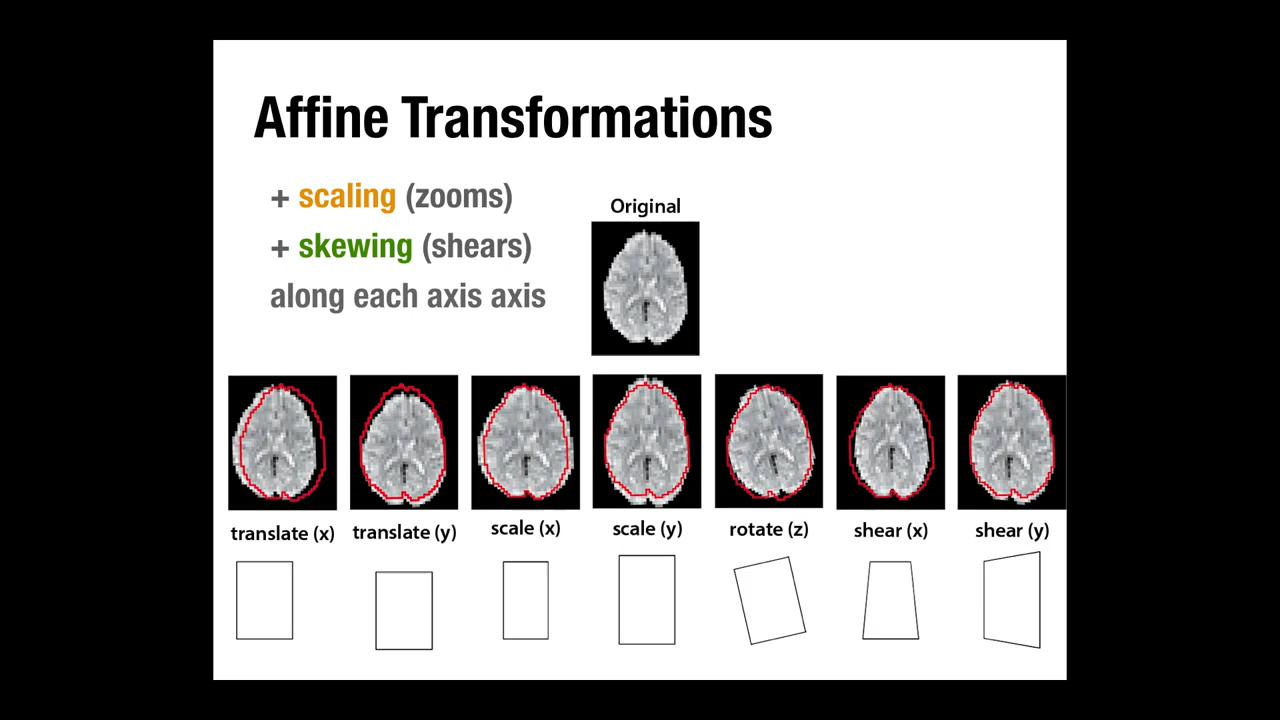 Affine Transformations
+ scaling (zooms)
+ skewing (shears)
along each axis axis
Original
translate (x)
translate (y)
scale (x)
scale (y)
rotate (z)
shear (x)
shear (y)